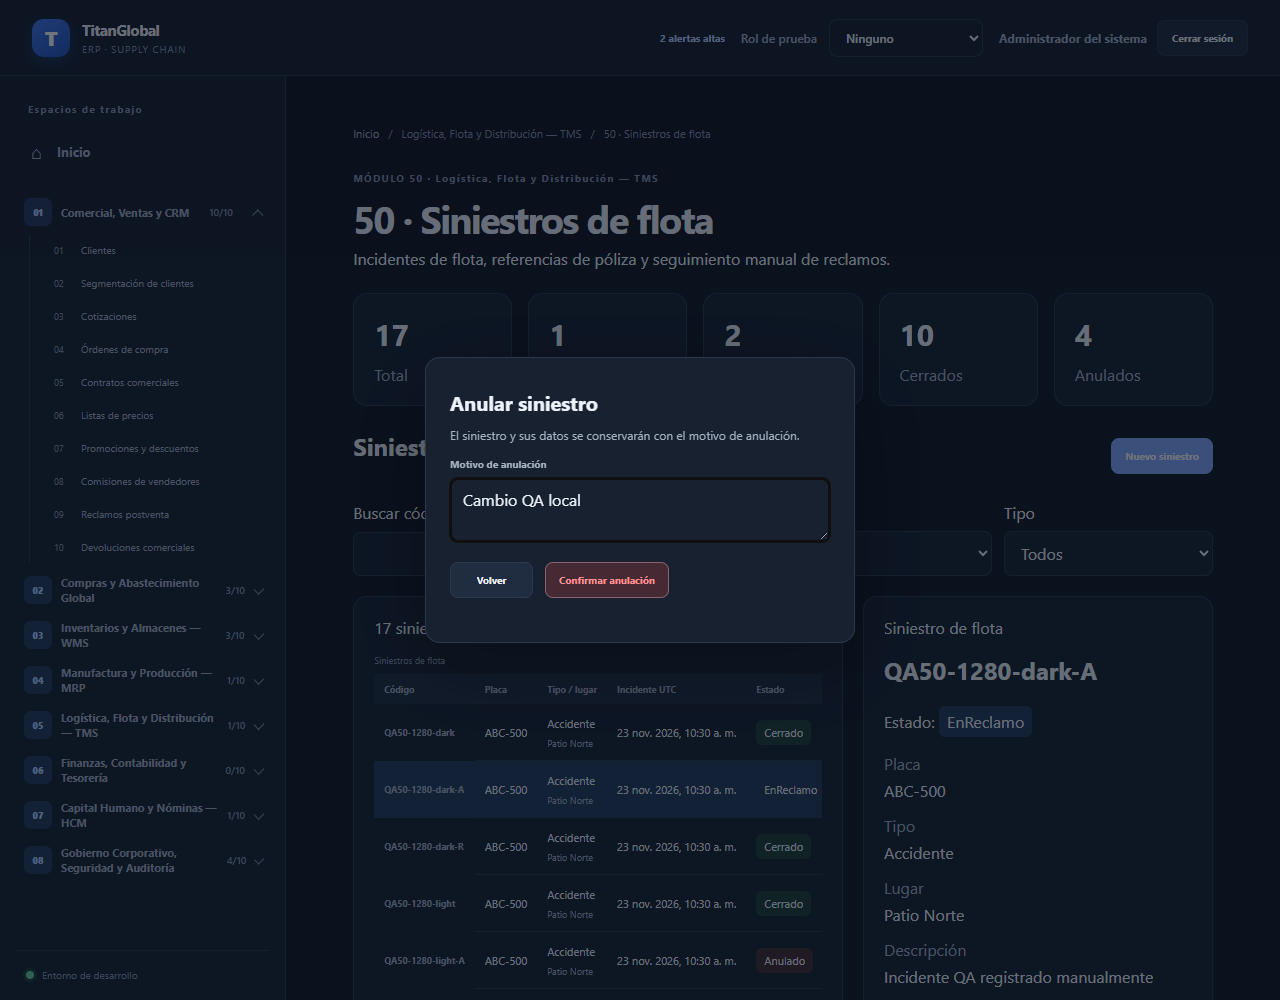 T
TitanGlobal
ERP · SUPPLY CHAIN
2 alertas altas
Rol de prueba
Ninguno
Administrador del sistema
Cerrar sesión
Espacios de trabajo
Inicio
01 Comercial, Ventas y CRM 10/10
01 Clientes
02 Segmentación de clientes
03 Cotizaciones
04 Órdenes de compra
05 Contratos comerciales
06 Listas de precios
07 Promociones y descuentos
08 Comisiones de vendedores
09 Reclamos postventa
10 Devoluciones comerciales
02 Compras y Abastecimiento Global 3/10
03 Inventarios y Almacenes — WMS 3/10
04 Manufactura y Producción — MRP 1/10
05 Logística, Flota y Distribución — TMS 1/10
06 Finanzas, Contabilidad y Tesorería 0/10
07 Capital Humano y Nóminas — HCM 1/10
08 Gobierno Corporativo, Seguridad y Auditoría 4/10
Entorno de desarrollo
Inicio / Logística, Flota y Distribución — TMS / 50 · Siniestros de flota
MÓDULO 50 · Logística, Flota y Distribución — TMS
50 · Siniestros de flota
Incidentes de flota, referencias de póliza y seguimiento manual de reclamos.
17 Total
1
2
10 Cerrados
4 Anulados
Siniest
Nuevo siniestro
Buscar cód
Tipo
Todos
Anular siniestro
El siniestro y sus datos se conservarán con el motivo de anulación.
Motivo de anulación
Cambio QA local
Volver
Confirmar anulación
17 sinie
Siniestros de flota
Código Placa Tipo / lugar Incidente UTC Estado
QA50-1280-dark ABC-500 Accidente Patio Norte 23 nov. 2026, 10:30 a. m. Cerrado
QA50-1280-dark-A ABC-500 Accidente Patio Norte 23 nov. 2026, 10:30 a. m. EnReclamo
QA50-1280-dark-R ABC-500 Accidente Patio Norte 23 nov. 2026, 10:30 a. m. Cerrado
QA50-1280-light ABC-500 Accidente Patio Norte 23 nov. 2026, 10:30 a. m. Cerrado
QA50-1280-light-A ABC-500 Accidente Patio Norte 23 nov. 2026, 10:30 a. m. Anulado
Siniestro de flota
QA50-1280-dark-A
Estado: EnReclamo
Placa
ABC-500
Tipo
Accidente
Lugar
Patio Norte
Descripción
Incidente QA registrado manualmente